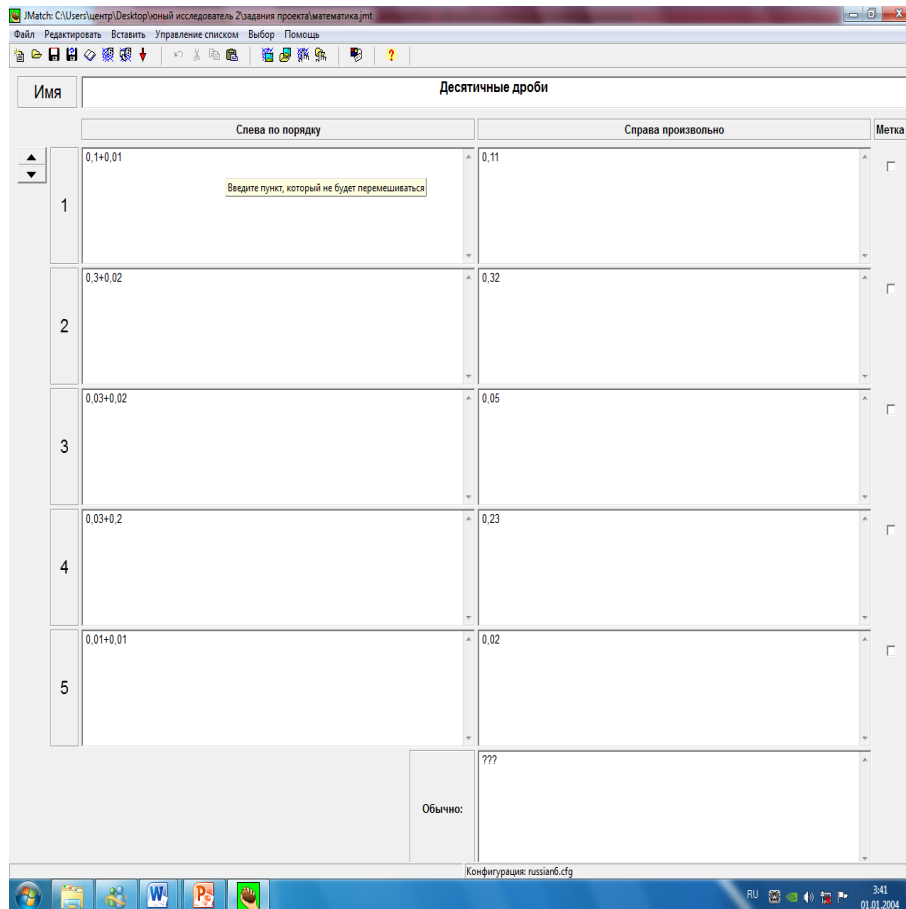 JMatch: C:\Users\центр\Desktop\юный исследователь 2\задания проекта\математика.jmt
Файл Редактировать Вставить Управление списком Выбор Помощь
Имя
Десятичные дроби
Слева по порядку Справа произвольно Метка
1 0,1+0,01 0,11
Введите пункт, который не будет перемешиваться
2 0,3+0,02 0,32
3 0,03+0,02 0,05
4 0,03+0,2 0,23
5 0,01+0,01 0,02
Обычно: ???
Конфигурация: russian6.cfg
RU 3:41
01.01.2004